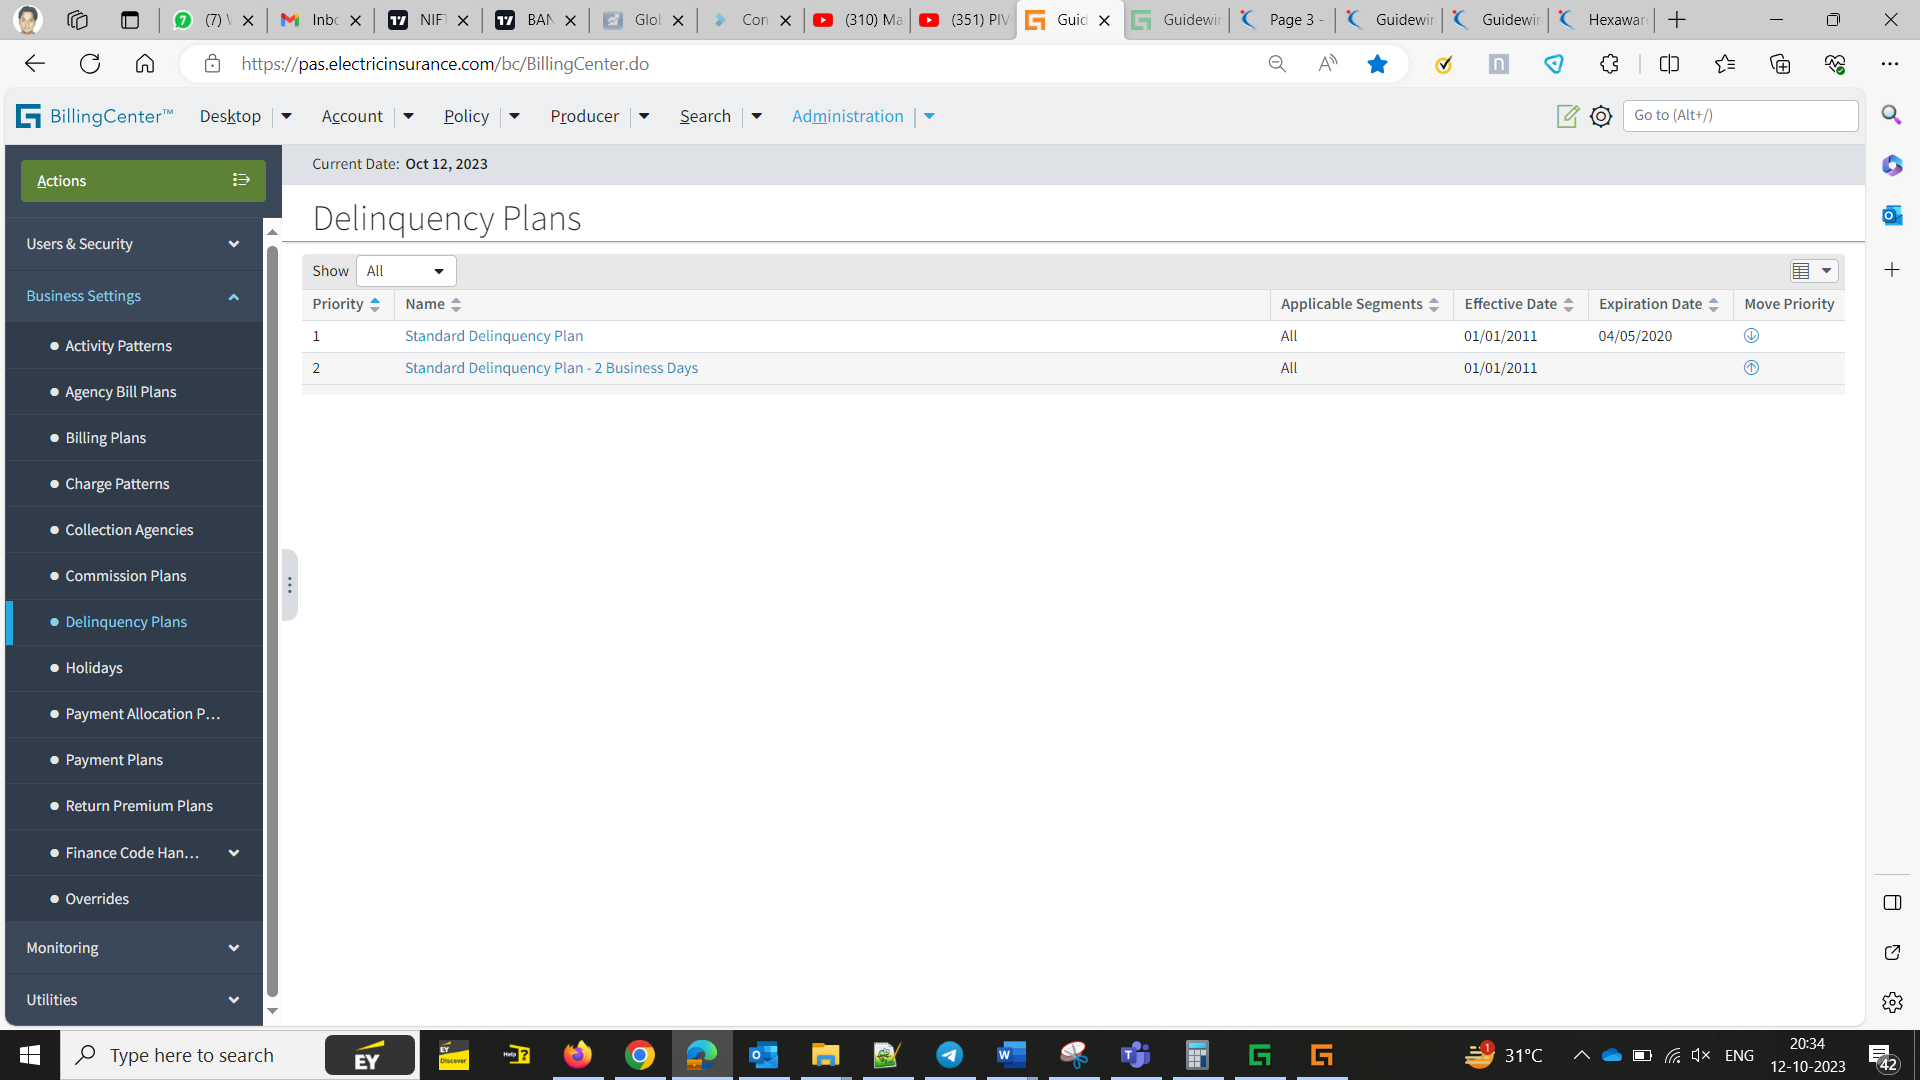 (7) W
Inbo
NIFT
BAN
Glob
Con
(310) Ma
(351) PIV
Guid
Guidewir
Page 3 -
Guidewir
Guidewir
Hexawar
https://pas.electricinsurance.com/bc/BillingCenter.do
BillingCenter™
Desktop
Account
Policy
Producer
Search
Administration
Go to (Alt+/)
Actions
Current Date: Oct 12, 2023
Delinquency Plans
Users & Security
Business Settings
Activity Patterns
Agency Bill Plans
Billing Plans
Charge Patterns
Collection Agencies
Commission Plans
Delinquency Plans
Holidays
Payment Allocation P...
Payment Plans
Return Premium Plans
Finance Code Han...
Overrides
Monitoring
Utilities
Show All
Priority Name Applicable Segments Effective Date Expiration Date Move Priority
1 Standard Delinquency Plan All 01/01/2011 04/05/2020
2 Standard Delinquency Plan - 2 Business Days All 01/01/2011
Type here to search
EY
EY Discover
Help ?
1
31°C
ENG
20:34
12-10-2023
42